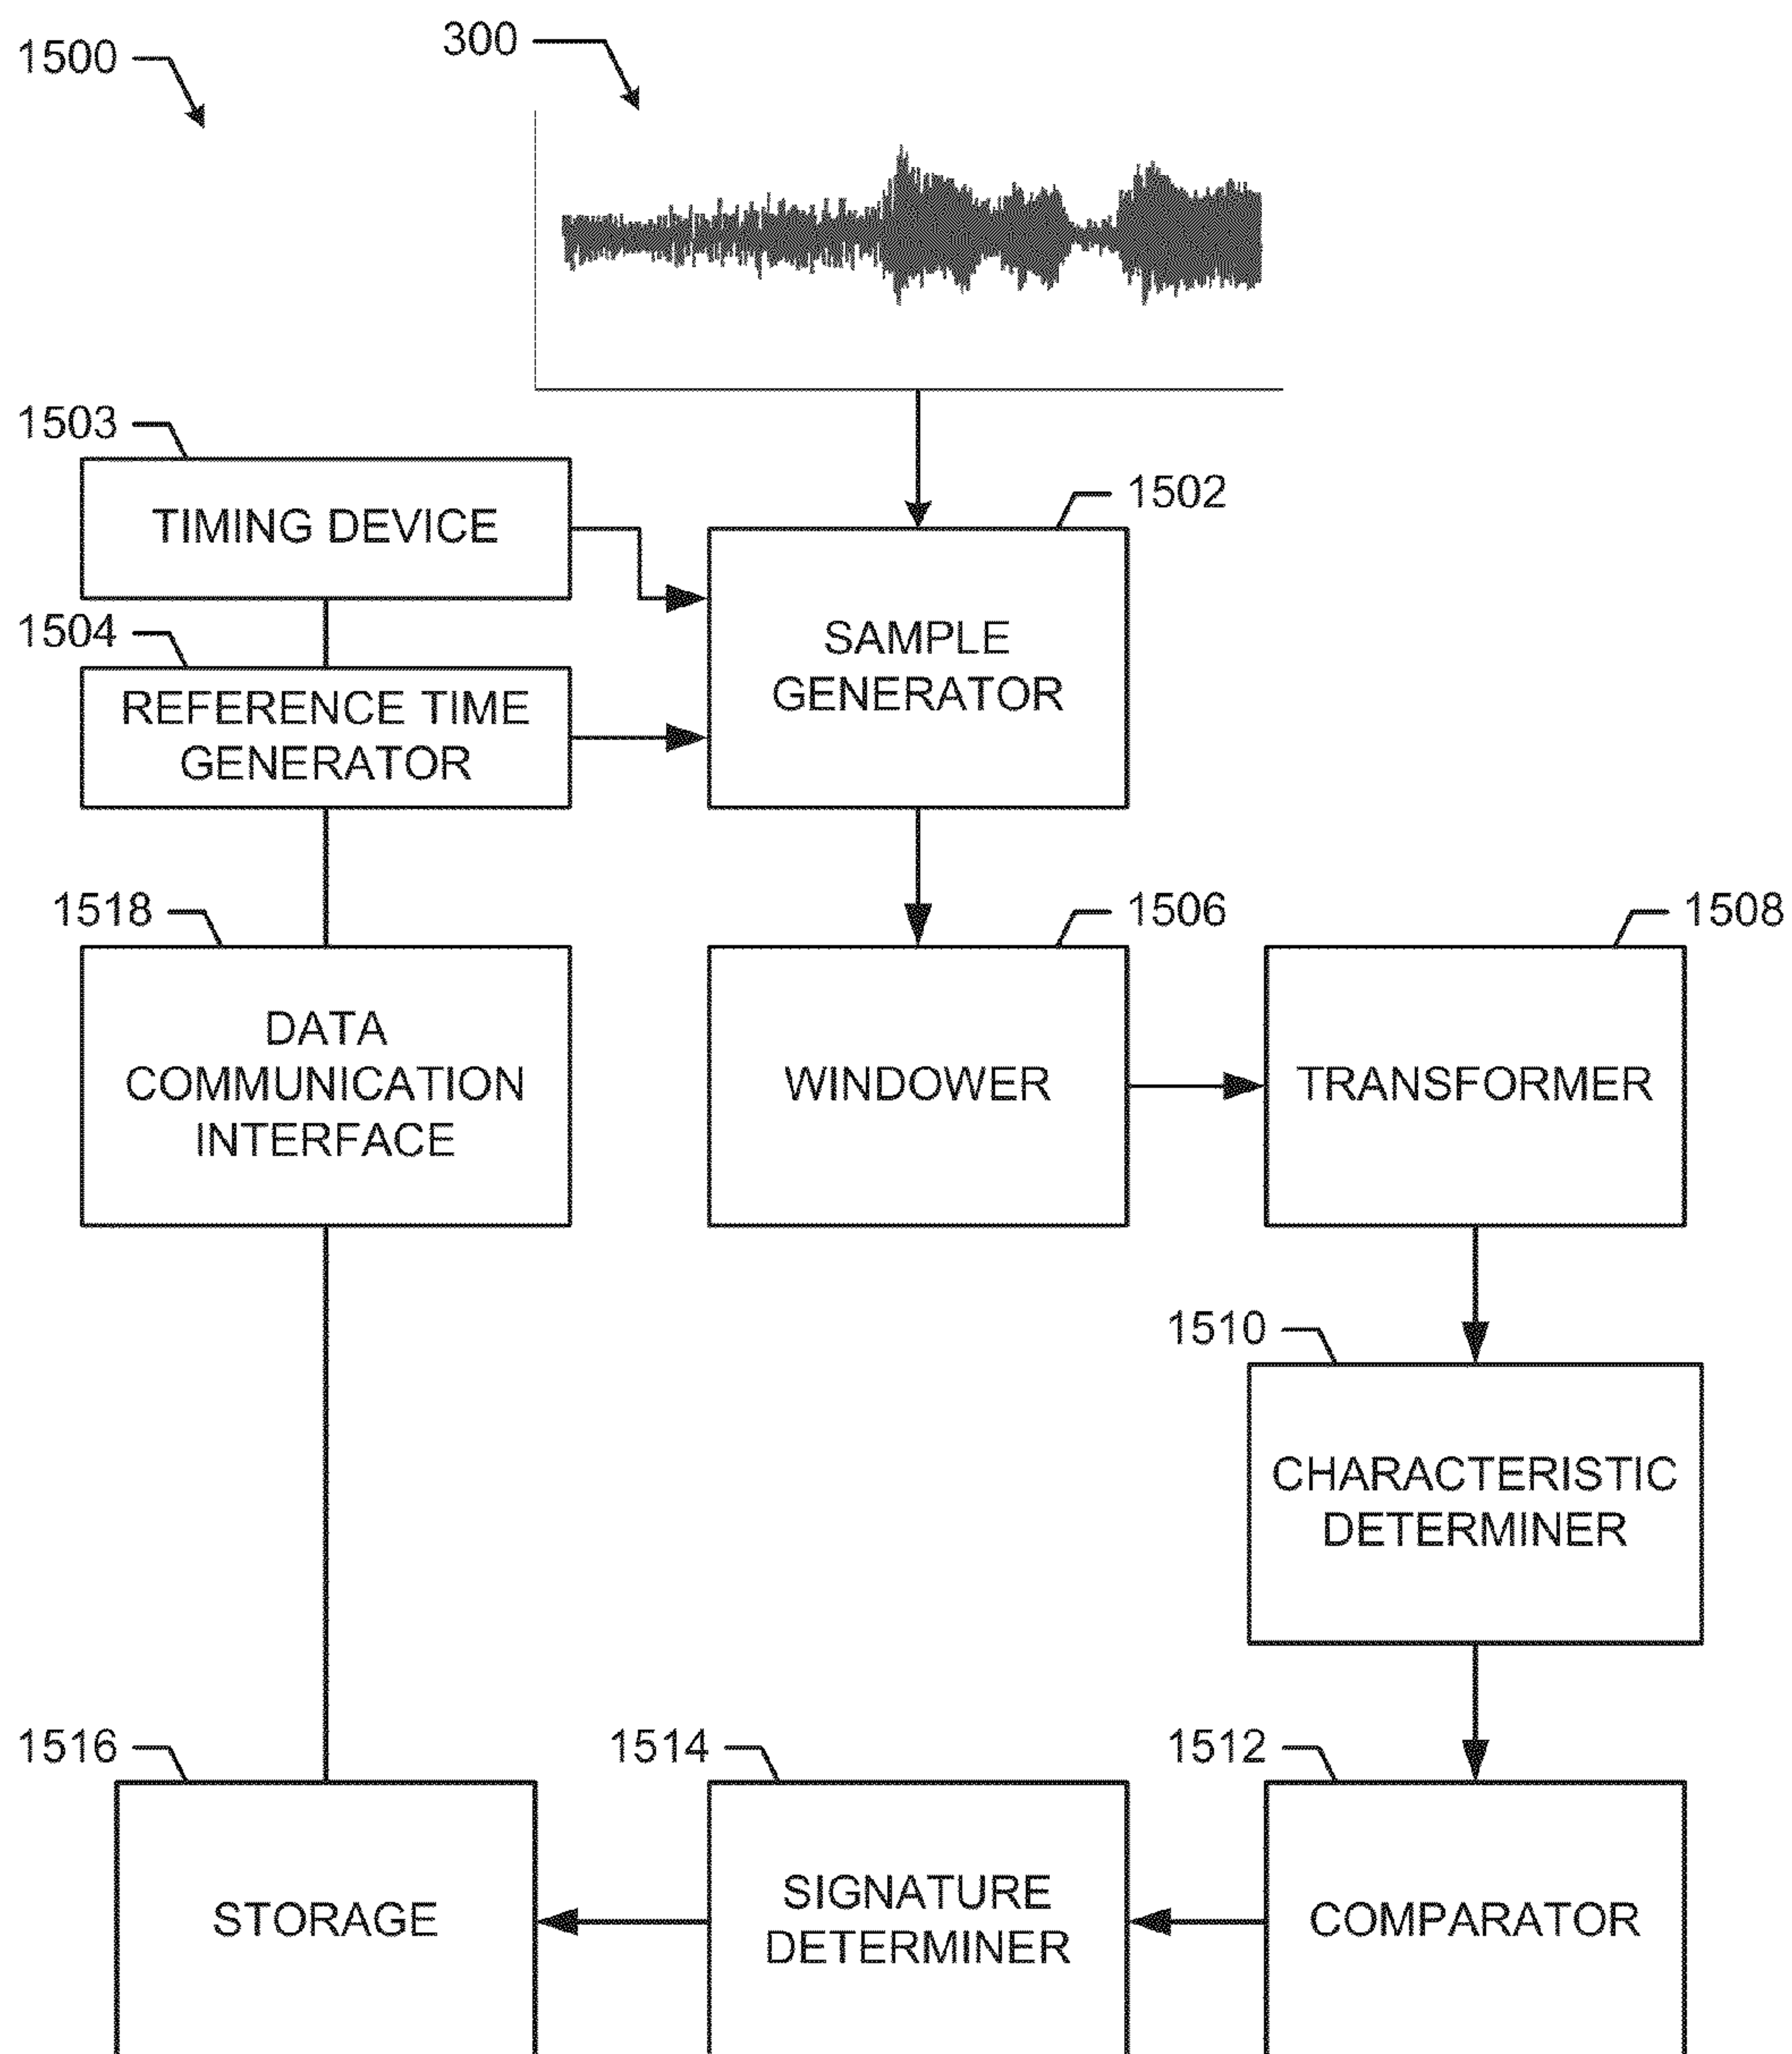 1500
300
1503
TIMING DEVICE
1502
SAMPLE
GENERATOR
1504
REFERENCE TIME
GENERATOR
1518
DATA
COMMUNICATION
INTERFACE
1506
WINDOWER
1508
TRANSFORMER
1510
CHARACTERISTIC
DETERMINER
1516
STORAGE
1514
SIGNATURE
DETERMINER
1512
COMPARATOR